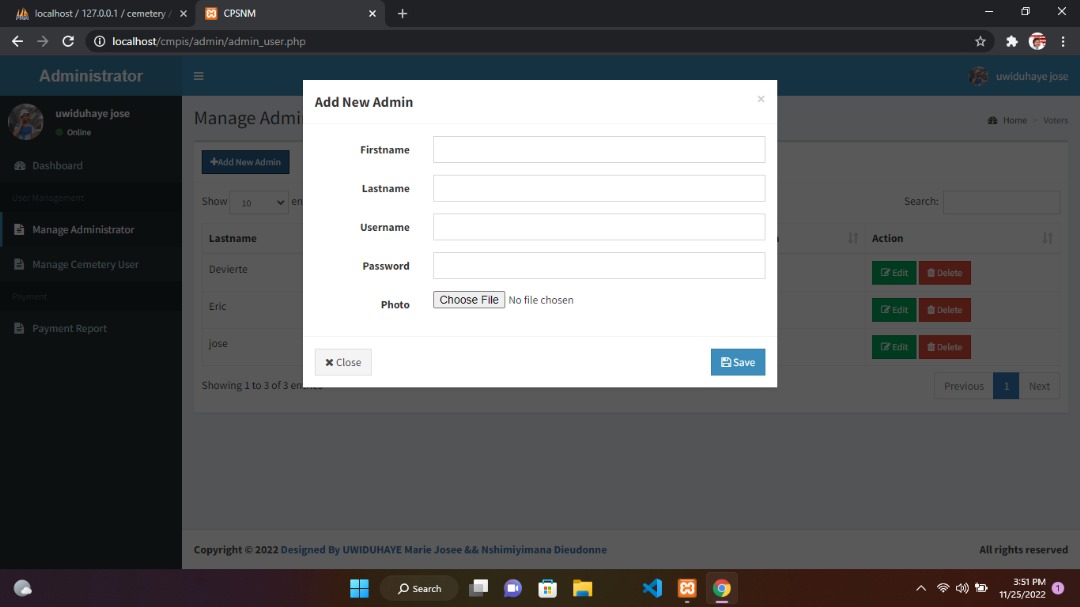 localhost / 127.0.0.1 / cemetery /
CPSNM
localhost/cmpis/admin/admin_user.php
Administrator
uwiduhaye jose
uwiduhaye jose
Online
Dashboard
User Management
Manage Administrator
Manage Cemetery User
Payment
Payment Report
Home > Voters
Add New Admin
Show 10
Search:
Lastname
Action
Devierte
Edit Delete
Eric
Edit Delete
jose
Edit Delete
Showing 1 to 3 of 3
Previous 1 Next
Add New Admin
×
Firstname
Lastname
Username
Password
Photo
Choose File No file chosen
Close
Save
Copyright © 2022 Designed By UWIDUHAYE Marie Josee && Nshimiyimana Dieudonne
All rights reserved
Search
3:51 PM
11/25/2022
1